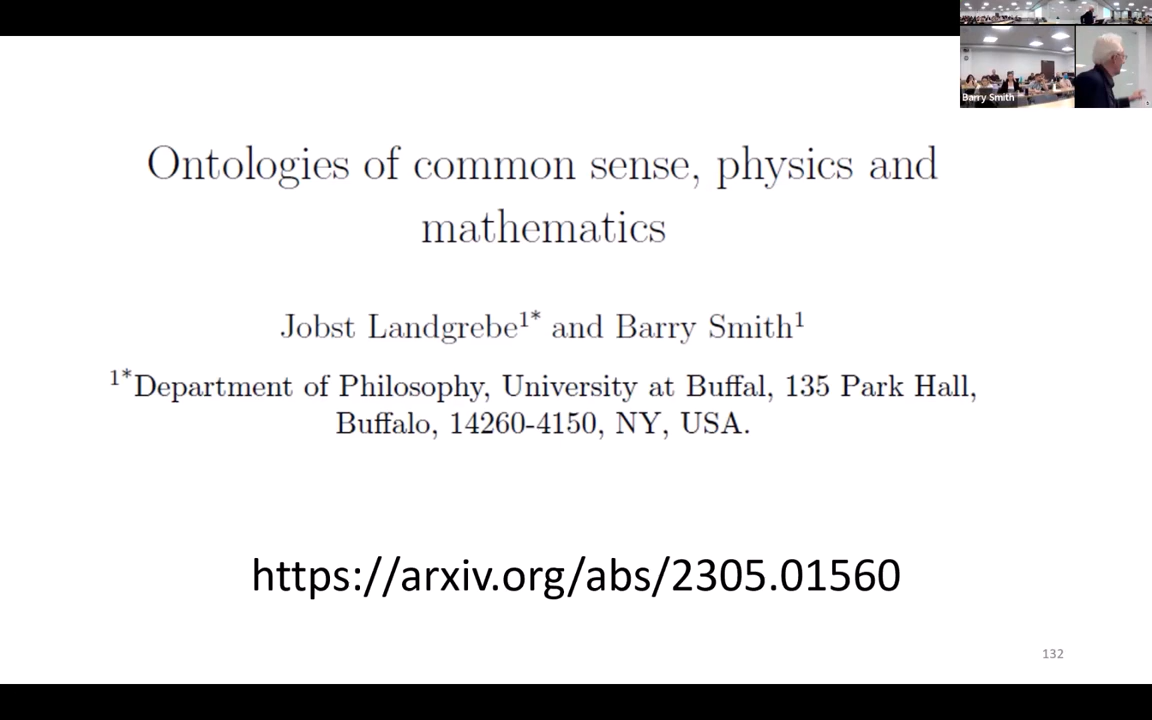 Barry Smith
Ontologies of common sense, physics and
mathematics
Jobst Landgrebe1* and Barry Smith1
1*Department of Philosophy, University at Buffal, 135 Park Hall,
Buffalo, 14260-4150, NY, USA.
https://arxiv.org/abs/2305.01560
132